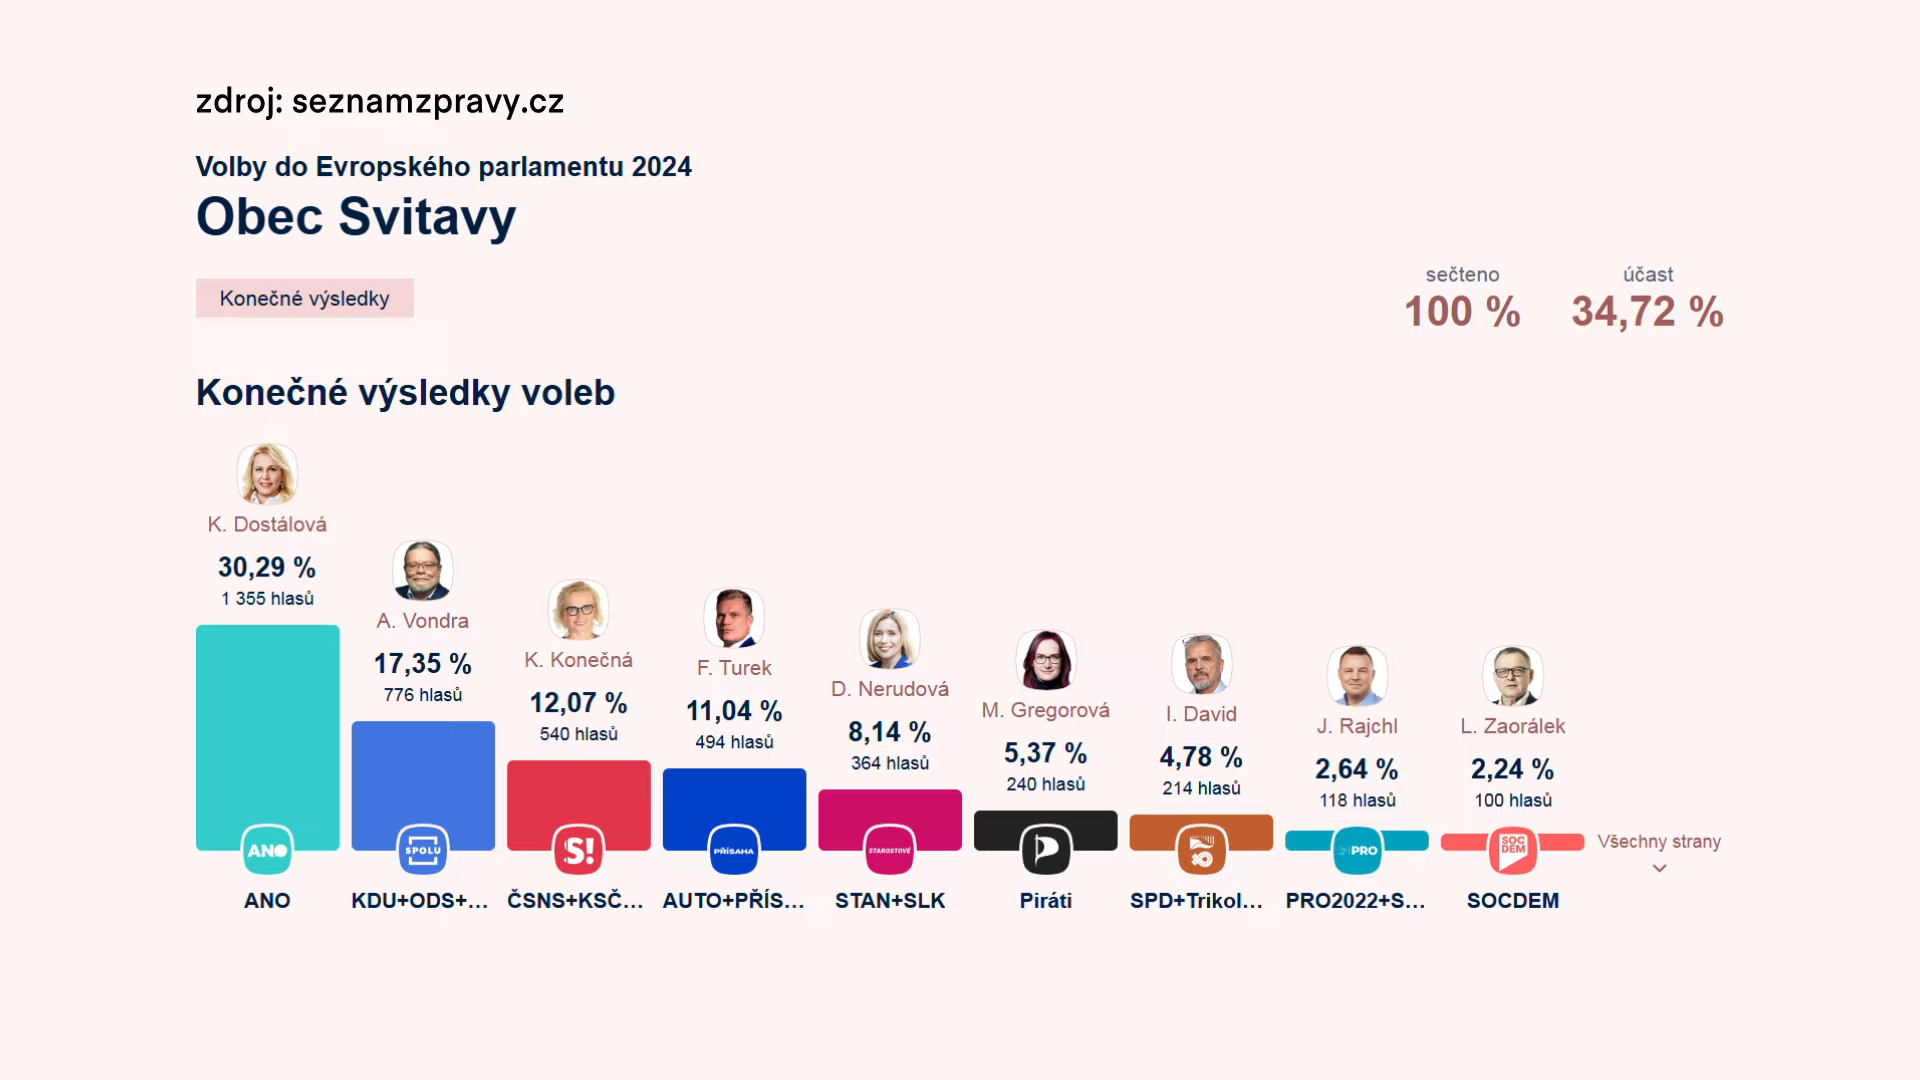 zdroj: seznamzpravy.cz
Volby do Evropského parlamentu 2024
Obec Svitavy
Konečné výsledky
sečteno
100 %
účast
34,72 %
Konečné výsledky voleb
K. Dostálová
30,29 %
1 355 hlasů
ANO
ANO
A. Vondra
17,35 %
776 hlasů
SPOLU
KDU+ODS+...
K. Konečná
12,07 %
540 hlasů
S!
ČSNS+KSČ...
F. Turek
11,04 %
494 hlasů
PŘÍSAHA
AUTO+PŘÍS...
D. Nerudová
8,14 %
364 hlasů
STAROSTOVÉ
STAN+SLK
M. Gregorová
5,37 %
240 hlasů
Piráti
I. David
4,78 %
214 hlasů
SPD+Trikol...
J. Rajchl
2,64 %
118 hlasů
PRO
PRO2022+S...
L. Zaorálek
2,24 %
100 hlasů
SOC
DEM
SOCDEM
Všechny strany